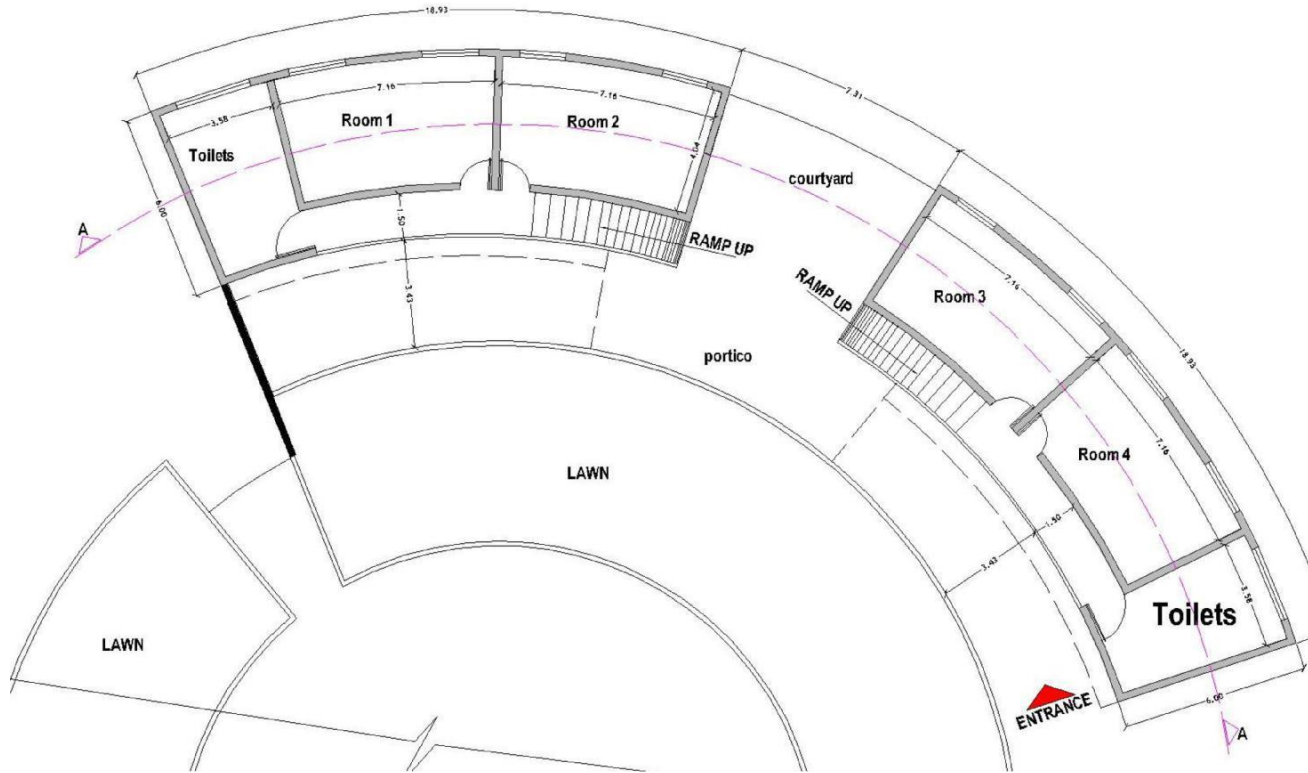 18.93
7.31
7.16
7.16
3.58
Room 1
Room 2
Toilets
4.04
courtyard
6.00
A
1.50
RAMP UP
3.43
RAMP UP
Room 3
7.16
18.93
portico
7.16
Room 4
LAWN
1.50
3.43
3.58
Toilets
LAWN
ENTRANCE
6.00
A